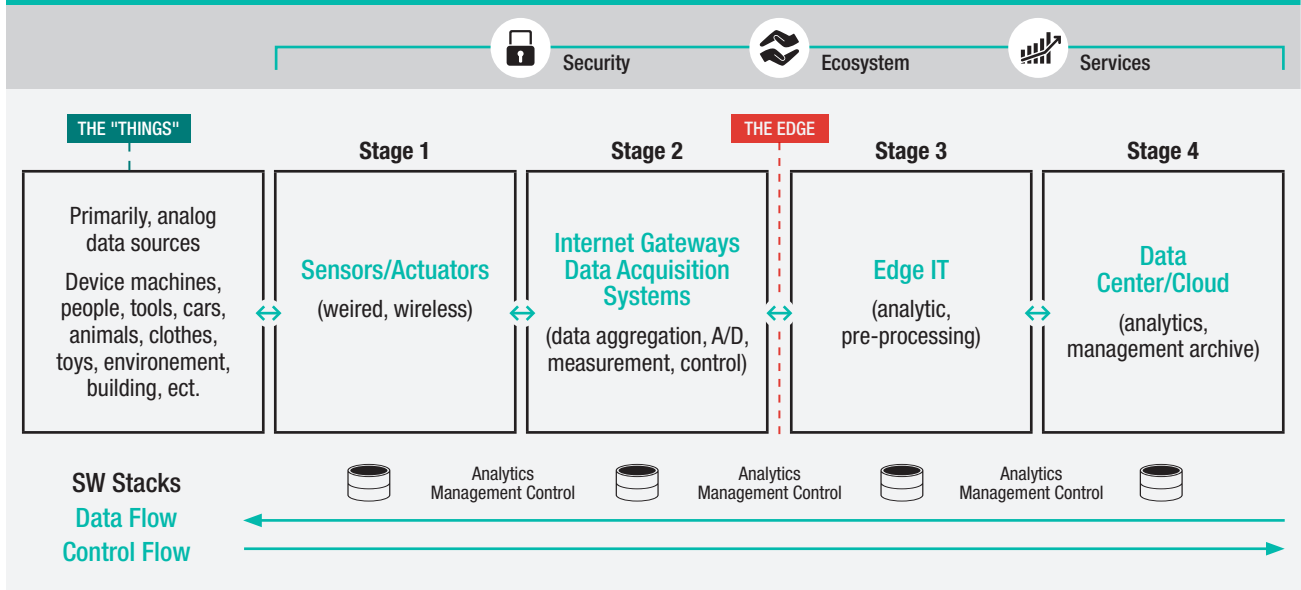 Security
Ecosystem
Services
THE "THINGS"
THE EDGE
Stage 1
Stage 2
Stage 3
Stage 4
Primarily, analog
data sources
Device machines,
people, tools, cars,
animals, clothes,
toys, environement,
building, ect.
Sensors/Actuators
(weired, wireless)
Internet Gateways
Data Acquisition
Systems
(data aggregation, A/D,
measurement, control)
Edge IT
(analytic,
pre-processing)
Data
Center/Cloud
(analytics,
management archive)
SW Stacks
Analytics
Management Control
Analytics
Management Control
Analytics
Management Control
Data Flow
Control Flow